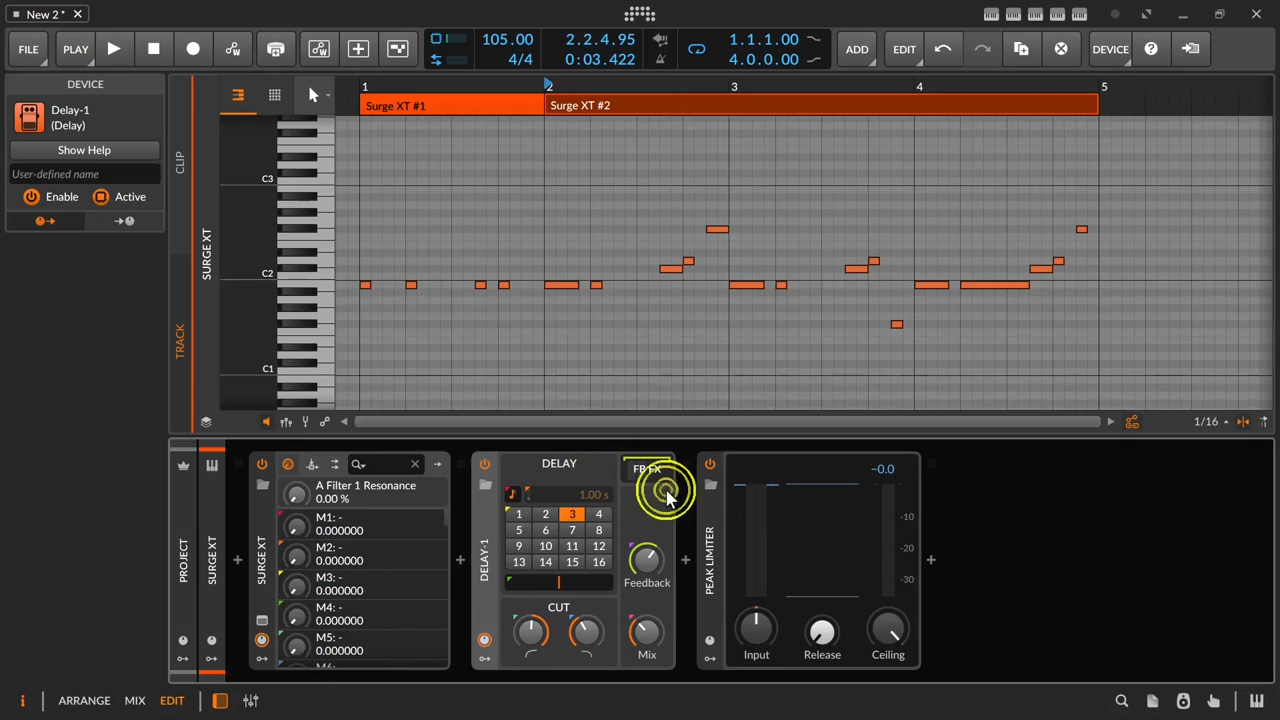 New 2 *
FILE
PLAY
105.00
4/4
2.2.4.95
0:03.422
1.1.1.00
4.0.0.00
ADD
EDIT
DEVICE
DEVICE
Delay-1
(Delay)
Show Help
User-defined name
Enable
Active
CLIP
TRACK
SURGE XT
1
2
3
4
5
Surge XT #1
Surge XT #2
C3
C2
C1
1/16
PROJECT
SURGE XT
SURGE XT
A Filter 1 Resonance
0.00 %
M1: -
0.000000
M2: -
0.000000
M3: -
0.000000
M4: -
0.000000
M5: -
0.000000
DELAY-1
DELAY
1.00 s
1 2 3 4
5 6 7 8
9 10 11 12
13 14 15 16
CUT
FB FX
Feedback
Mix
PEAK LIMITER
-0.0
-10
-20
-30
Input
Release
Ceiling
ARRANGE
MIX
EDIT